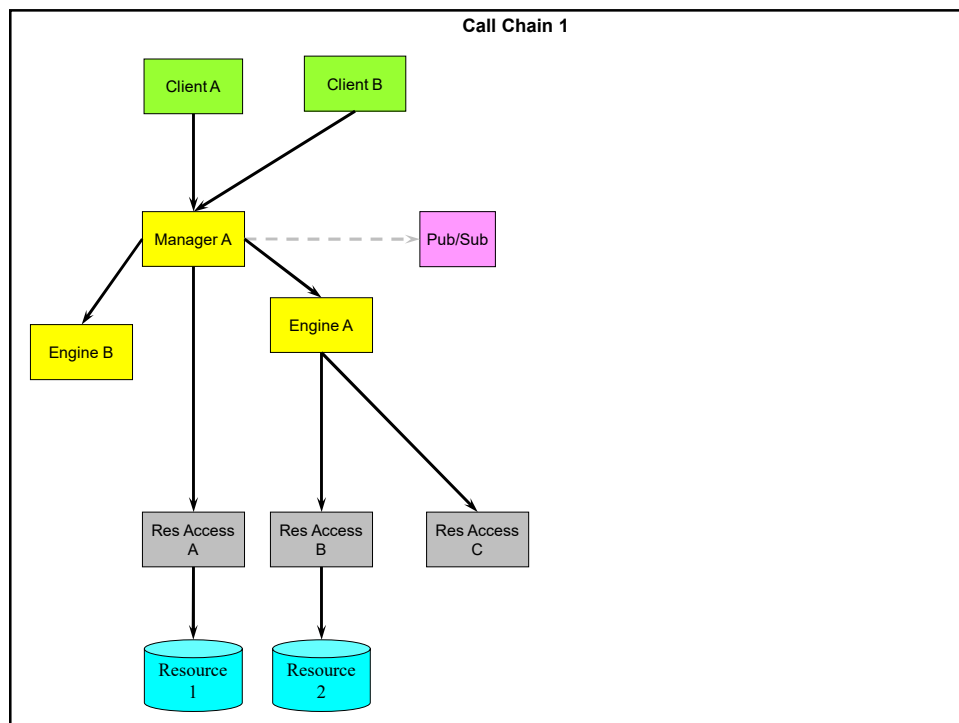 Call Chain 1
Client A
Client B
Manager A
Pub/Sub
Engine A
Engine B
Res Access
A
Res Access
B
Res Access
C
Resource
1
Resource
2